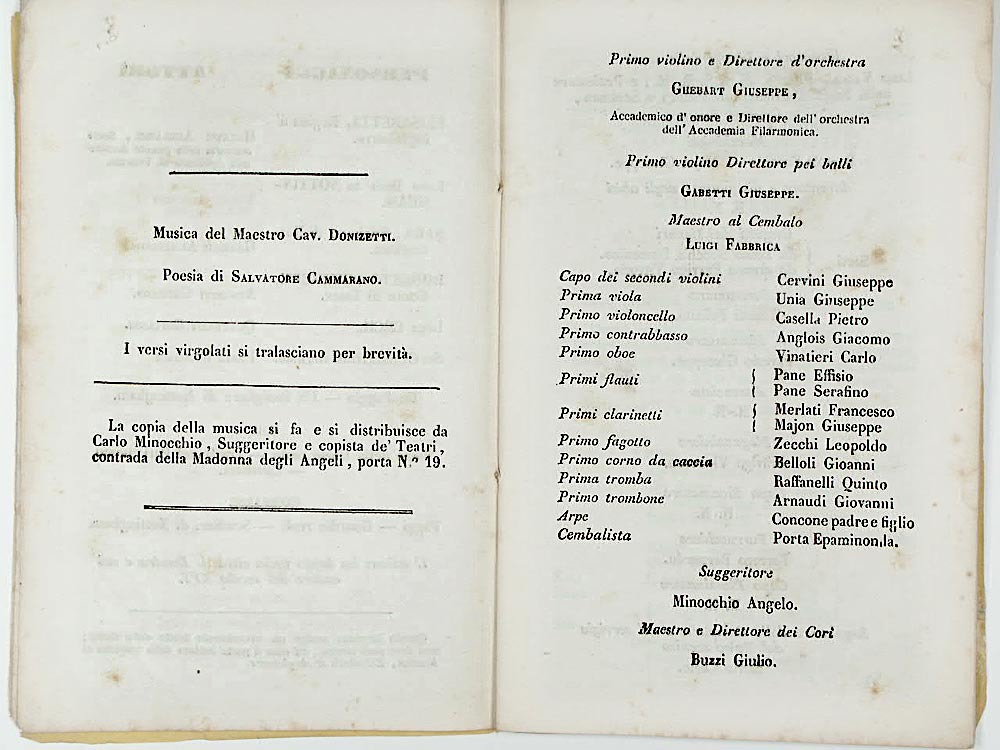 Musica del Maestro Cav. DONIZETTI.
Poesia di SALVATORE CAMMARANO.
I versi virgolati si tralasciano per brevità.
La copia della musica si fa e si distribuisce da
Carlo Minocchio, Suggeritore e copista de' Teatri,
contrada della Madonna degli Angeli, porta N.° 19.
Primo violino e Direttore d'orchestra
GHEBART GIUSEPPE,
Accademico d'onore e Direttore dell'orchestra
dell'Accademia Filarmonica.
Primo violino Direttore pei balli
GABETTI GIUSEPPE.
Maestro al Cembalo
LUIGI FABBRICA
Capo dei secondi violini Cervini Giuseppe
Prima viola Unia Giuseppe
Primo violoncello Casella Pietro
Primo contrabbasso Anglois Giacomo
Primo oboe Vinatieri Carlo
Primi flauti { Pane Effisio
{ Pane Serafino
Primi clarinetti { Merlati Francesco
{ Majon Giuseppe
Primo fagotto Zecchi Leopoldo
Primo corno da caccia Belloli Gioanni
Prima tromba Raffanelli Quinto
Primo trombone Arnaudi Giovanni
Arpe Concone padre e figlio
Cembalista Porta Epaminonda.
Suggeritore
Minocchio Angelo.
Maestro e Direttore dei Cori
Buzzi Giulio.